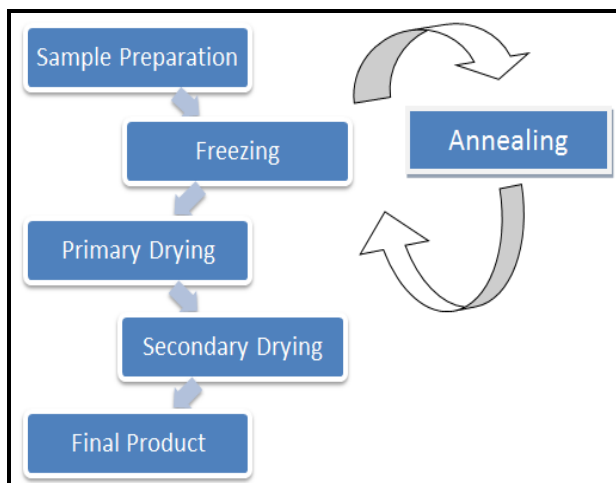 Sample Preparation
Freezing
Annealing
Primary Drying
Secondary Drying
Final Product